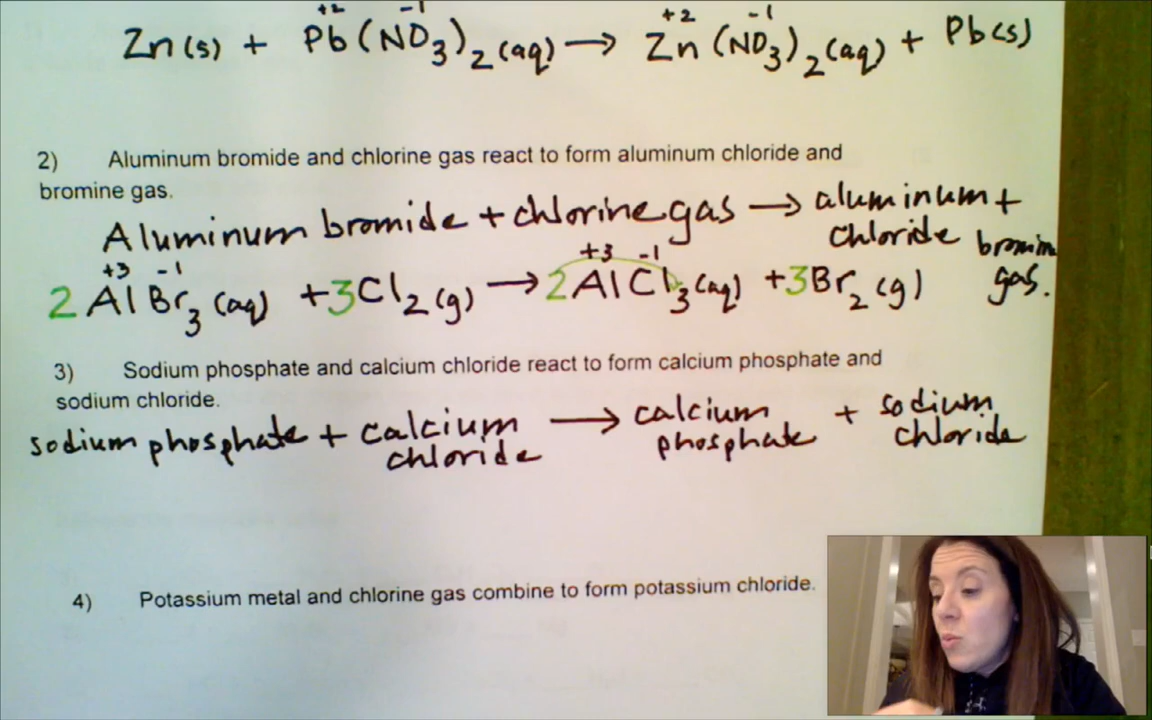 +2 -1 +2 -1
Zn(s) + Pb(NO3)2(aq) → Zn(NO3)2(aq) + Pb(s)
2) Aluminum bromide and chlorine gas react to form aluminum chloride and
bromine gas.
Aluminum bromide + chlorine gas → aluminum +
chloride bromine
gas.
+3 -1 +3 -1
2AlBr3(aq) + 3Cl2(g) → 2AlCl3(aq) + 3Br2(g)
3) Sodium phosphate and calcium chloride react to form calcium phosphate and
sodium chloride.
sodium phosphate + calcium → calcium + sodium
chloride phosphate chloride
4) Potassium metal and chlorine gas combine to form potassium chloride.